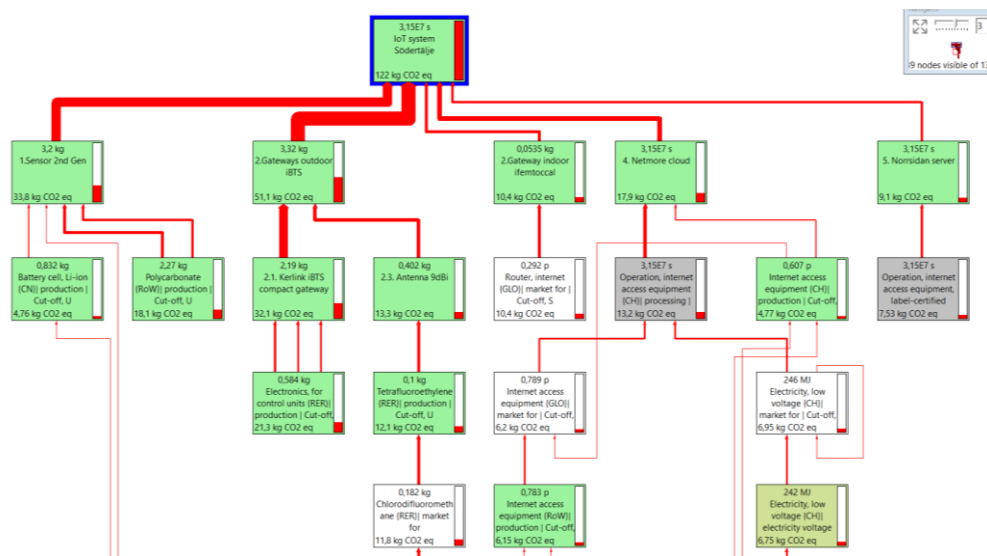 3
39 nodes visible of 13
3,15E7 s
IoT system
Södertälje
122 kg CO2 eq
3,2 kg
1.Sensor 2nd Gen
33,8 kg CO2 eq
3,32 kg
2.Gateways outdoor
iBTS
51,1 kg CO2 eq
0,0535 kg
2.Gateway indoor
ifemtoccal
10,4 kg CO2 eq
3,15E7 s
4. Netmore cloud
17,9 kg CO2 eq
3,15E7 s
5. Norrsidan server
9,1 kg CO2 eq
0,832 kg
Battery cell, Li-ion
{CN}| production |
Cut-off, U
4,76 kg CO2 eq
2,27 kg
Polycarbonate
{RoW}| production |
Cut-off, U
18,1 kg CO2 eq
2,19 kg
2.1. Kerlink iBTS
compact gateway
32,1 kg CO2 eq
0,402 kg
2.3. Antenna 9dBi
13,3 kg CO2 eq
0,292 p
Router, internet
{GLO}| market for |
Cut-off, S
10,4 kg CO2 eq
3,15E7 s
Operation, internet
access equipment
{CH}| processing |
13,2 kg CO2 eq
0,607 p
Internet access
equipment {CH}|
production | Cut-off,
4,77 kg CO2 eq
3,15E7 s
Operation, internet
access equipment,
label-certified
7,53 kg CO2 eq
0,584 kg
Electronics, for
control units {RER}|
production | Cut-off,
21,3 kg CO2 eq
0,1 kg
Tetrafluoroethylene
{RER}| production |
Cut-off, U
12,1 kg CO2 eq
0,789 p
Internet access
equipment {GLO}|
market for | Cut-off,
6,2 kg CO2 eq
246 MJ
Electricity, low
voltage {CH}|
market for | Cut-off,
6,95 kg CO2 eq
0,182 kg
Chlorodifluorometh
ane {RER}| market
for
11,8 kg CO2 eq
0,783 p
Internet access
equipment {RoW}|
production | Cut-off,
6,15 kg CO2 eq
242 MJ
Electricity, low
voltage {CH}|
electricity voltage
6,75 kg CO2 eq